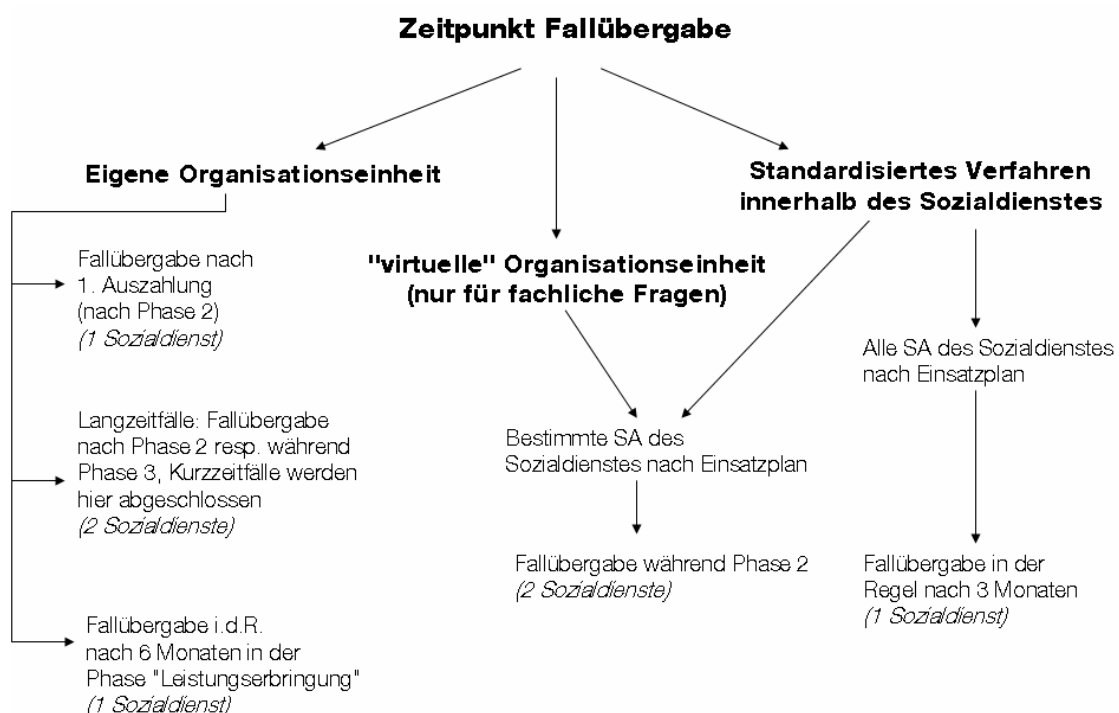 Zeitpunkt Fallübergabe
Eigene Organisationseinheit
Fallübergabe nach
1. Auszahlung
(nach Phase 2)
(1 Sozialdienst)
Langzeitfälle: Fallübergabe
nach Phase 2 resp. während
Phase 3, Kurzzeitfälle werden
hier abgeschlossen
(2 Sozialdienste)
Fallübergabe i.d.R.
nach 6 Monaten in der
Phase "Leistungserbringung"
(1 Sozialdienst)
"virtuelle" Organisationseinheit
(nur für fachliche Fragen)
Bestimmte SA des
Sozialdienstes nach Einsatzplan
Fallübergabe während Phase 2
(2 Sozialdienste)
Standardisiertes Verfahren
innerhalb des Sozialdienstes
Alle SA des Sozialdienstes
nach Einsatzplan
Fallübergabe in der
Regel nach 3 Monaten
(1 Sozialdienst)